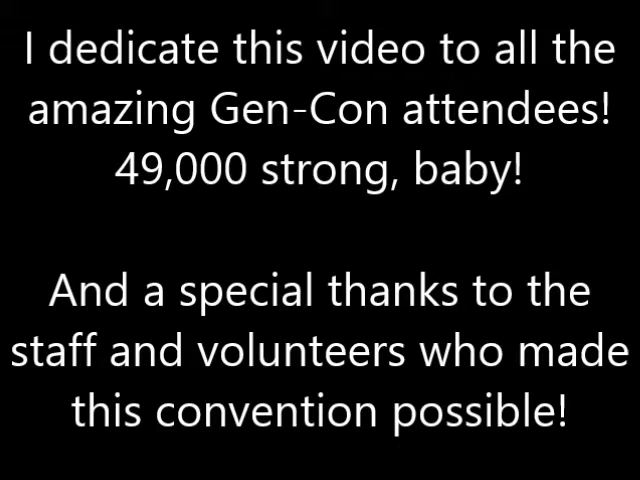 I dedicate this video to all the
amazing Gen-Con attendees!
49,000 strong, baby!
And a special thanks to the
staff and volunteers who made
this convention possible!